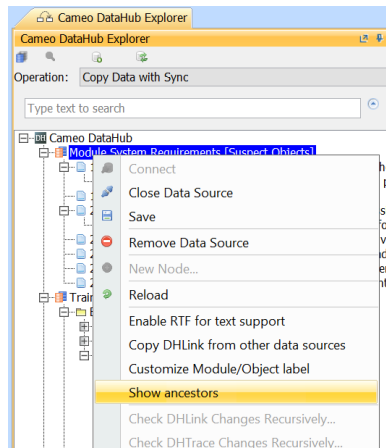 Cameo DataHub Explorer
Cameo DataHub Explorer
Operation: Copy Data with Sync
Type text to search
Cameo DataHub
Module System Requirements [Suspect Objects]
Connect
Close Data Source
Save
Remove Data Source
New Node...
Reload
Enable RTF for text support
Copy DHLink from other data sources
Customize Module/Object label
Show ancestors
Check DHLink Changes Recursively...
Check DHTrace Changes Recursively...